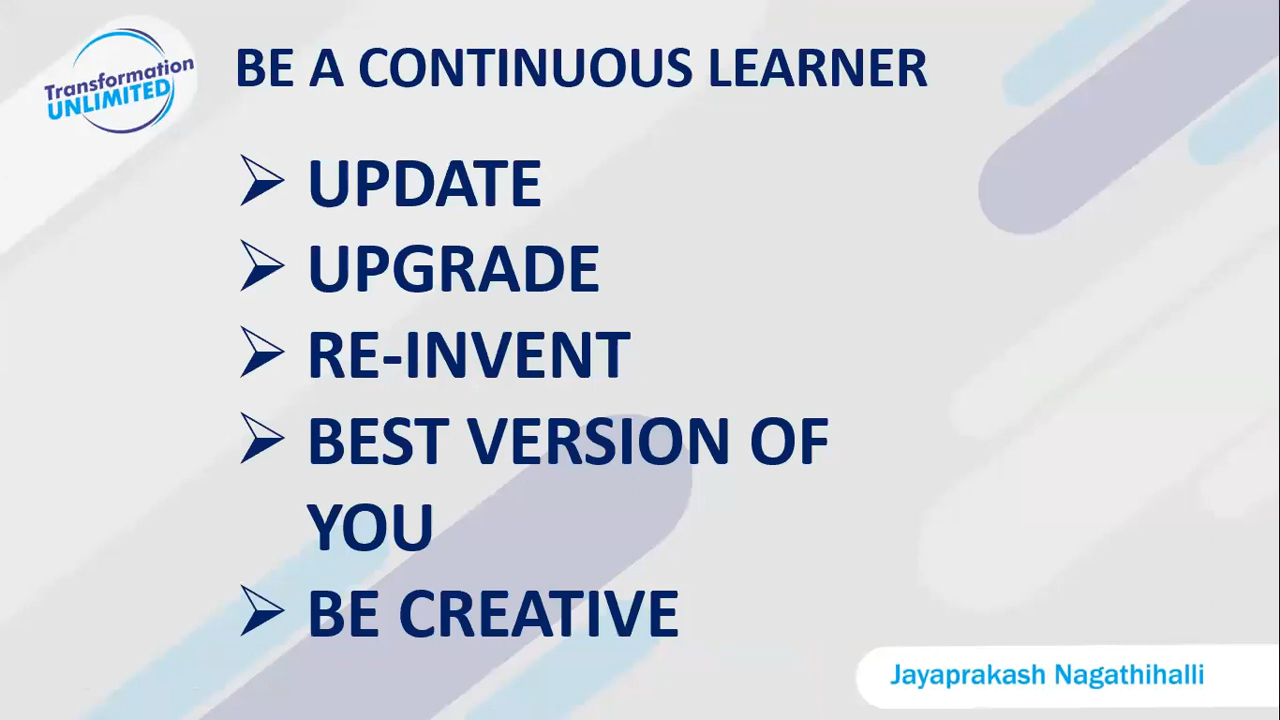 Transformation
UNLIMITED
BE A CONTINUOUS LEARNER
UPDATE
UPGRADE
RE-INVENT
BEST VERSION OF
YOU
BE CREATIVE
Jayaprakash Nagathihalli